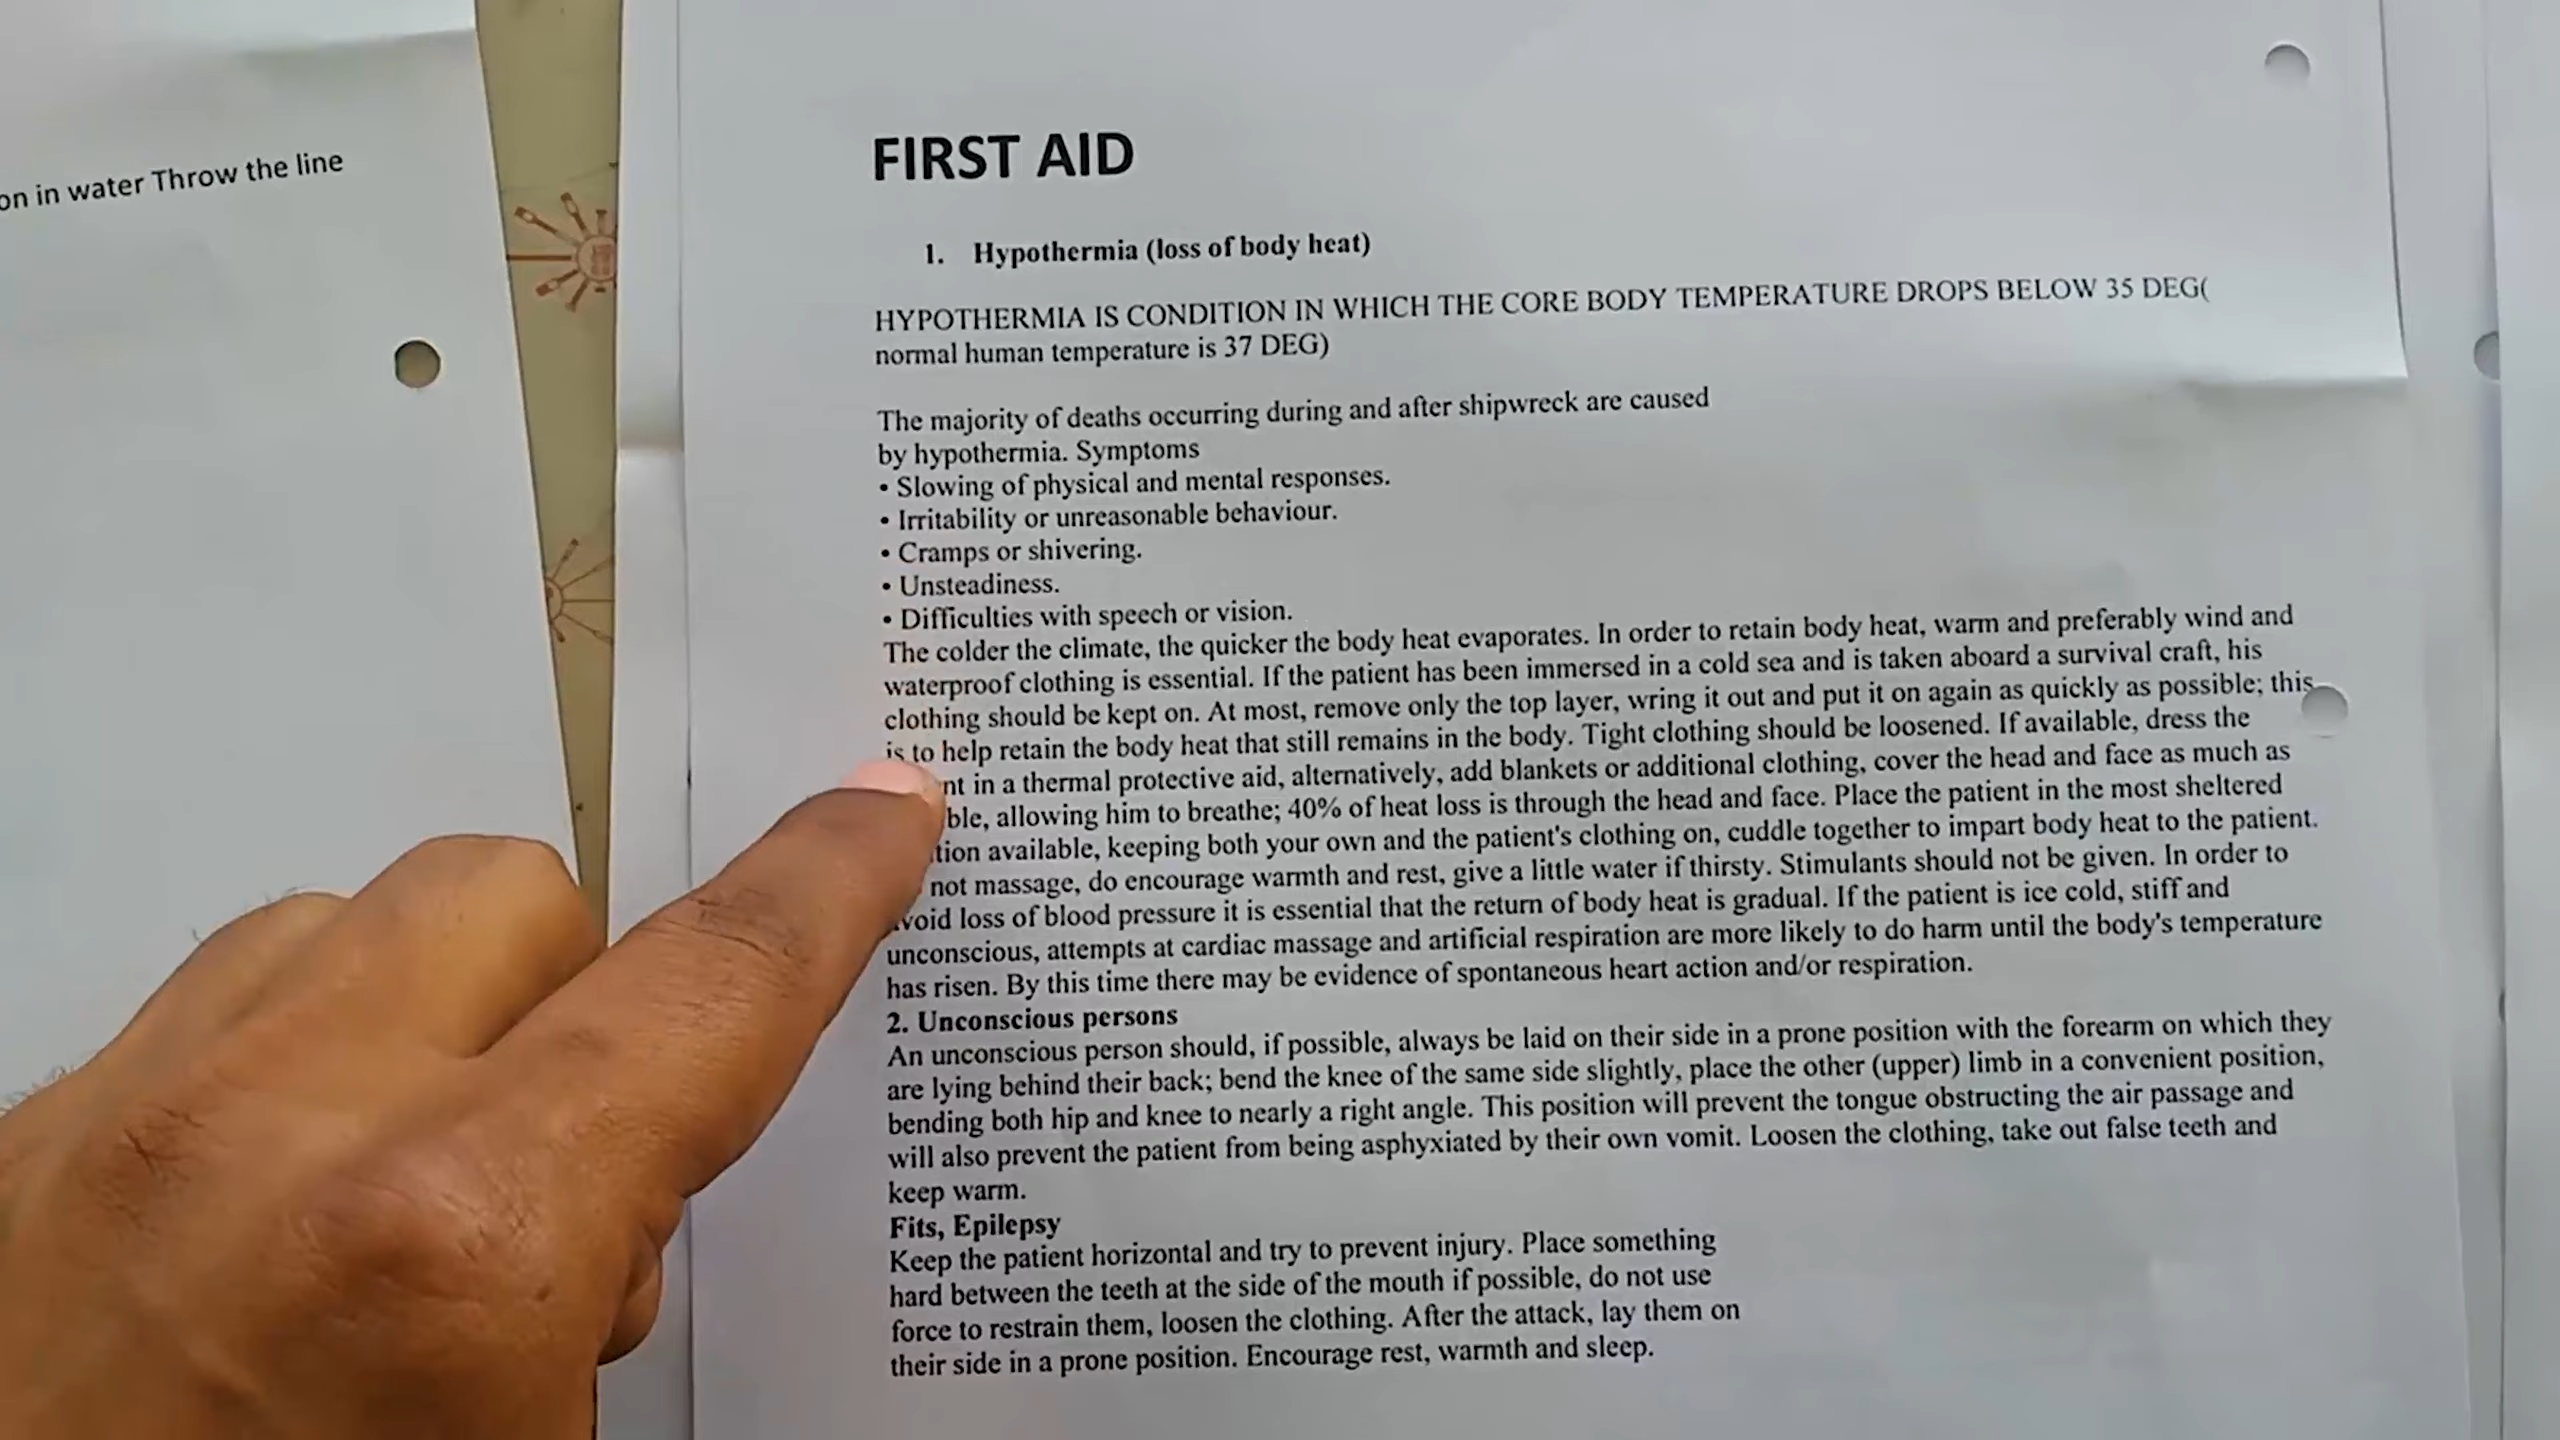 on in water Throw the line
FIRST AID
1. Hypothermia (loss of body heat)
HYPOTHERMIA IS CONDITION IN WHICH THE CORE BODY TEMPERATURE DROPS BELOW 35 DEG(
normal human temperature is 37 DEG)
The majority of deaths occurring during and after shipwreck are caused
by hypothermia. Symptoms
• Slowing of physical and mental responses.
• Irritability or unreasonable behaviour.
• Cramps or shivering.
• Unsteadiness.
• Difficulties with speech or vision.
The colder the climate, the quicker the body heat evaporates. In order to retain body heat, warm and preferably wind and
waterproof clothing is essential. If the patient has been immersed in a cold sea and is taken aboard a survival craft, his
clothing should be kept on. At most, remove only the top layer, wring it out and put it on again as quickly as possible; this
is to help retain the body heat that still remains in the body. Tight clothing should be loosened. If available, dress the
in a thermal protective aid, alternatively, add blankets or additional clothing, cover the head and face as much as
allowing him to breathe; 40% of heat loss is through the head and face. Place the patient in the most sheltered
available, keeping both your own and the patient's clothing on, cuddle together to impart body heat to the patient.
not massage, do encourage warmth and rest, give a little water if thirsty. Stimulants should not be given. In order to
avoid loss of blood pressure it is essential that the return of body heat is gradual. If the patient is ice cold, stiff and
unconscious, attempts at cardiac massage and artificial respiration are more likely to do harm until the body's temperature
has risen. By this time there may be evidence of spontaneous heart action and/or respiration.
2. Unconscious persons
An unconscious person should, if possible, always be laid on their side in a prone position with the forearm on which they
are lying behind their back; bend the knee of the same side slightly, place the other (upper) limb in a convenient position,
bending both hip and knee to nearly a right angle. This position will prevent the tongue obstructing the air passage and
will also prevent the patient from being asphyxiated by their own vomit. Loosen the clothing, take out false teeth and
keep warm.
Fits, Epilepsy
Keep the patient horizontal and try to prevent injury. Place something
hard between the teeth at the side of the mouth if possible, do not use
force to restrain them, loosen the clothing. After the attack, lay them on
their side in a prone position. Encourage rest, warmth and sleep.